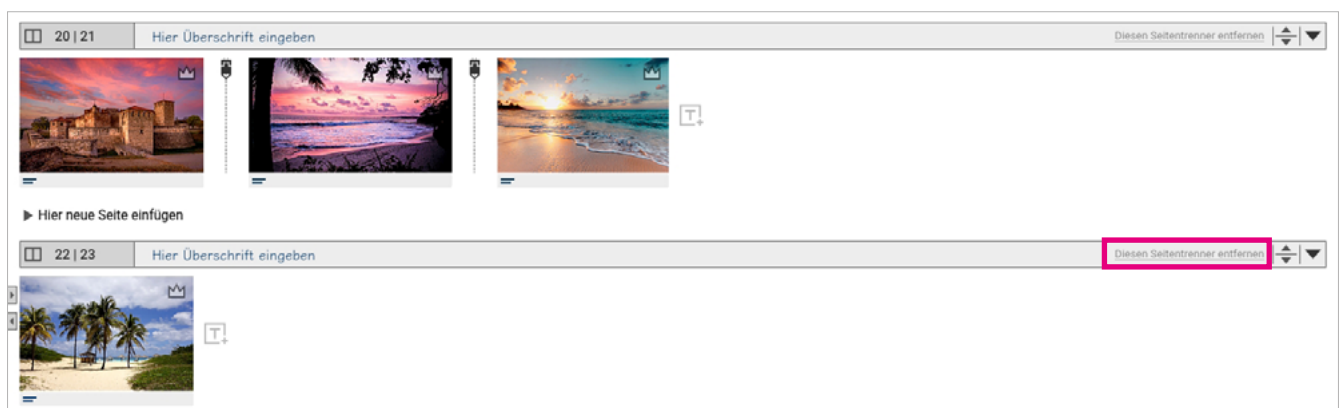 20 | 21 Hier Überschrift eingeben Diesen Seitentrenner entfernen
T+
Hier neue Seite einfügen
22 | 23 Hier Überschrift eingeben Diesen Seitentrenner entfernen
T+